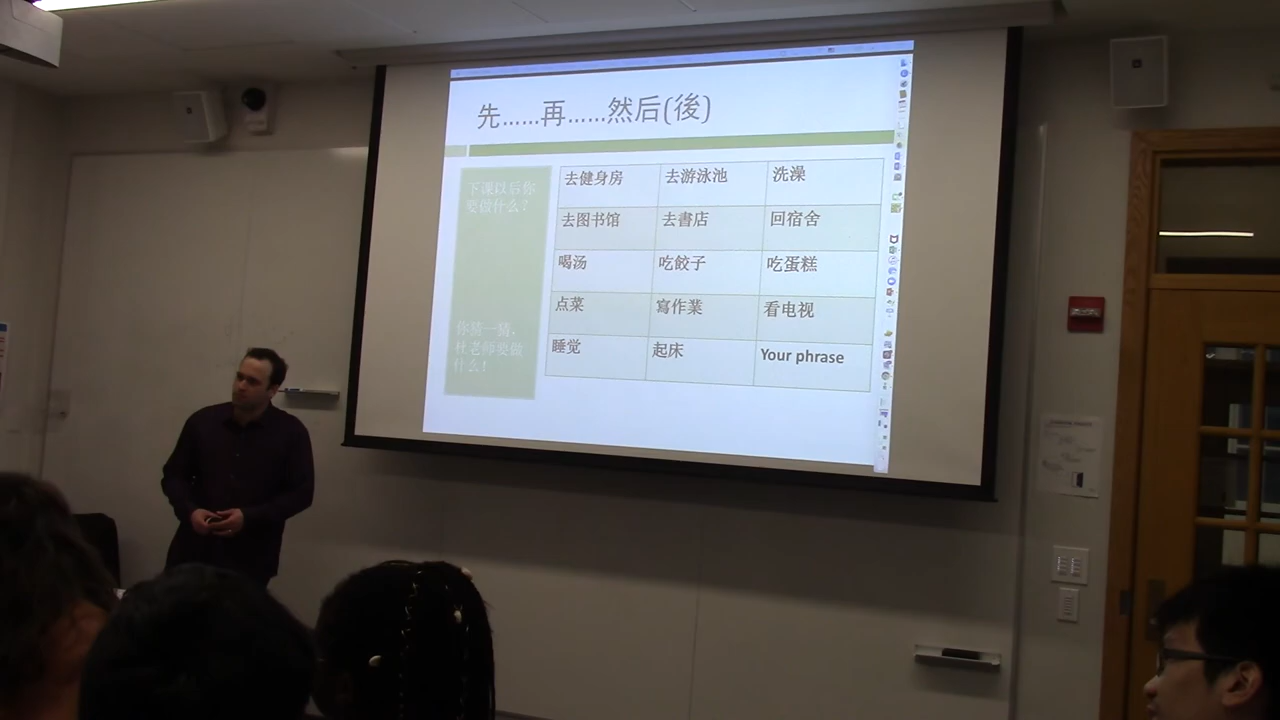 先……再……然后(後)
下课以后你
要做什么？
你猜一猜，
杜老师要做
什么！
去健身房 去游泳池 洗澡
去图书馆 去書店 回宿舍
喝汤 吃餃子 吃蛋糕
点菜 寫作業 看电视
睡觉 起床 Your phrase